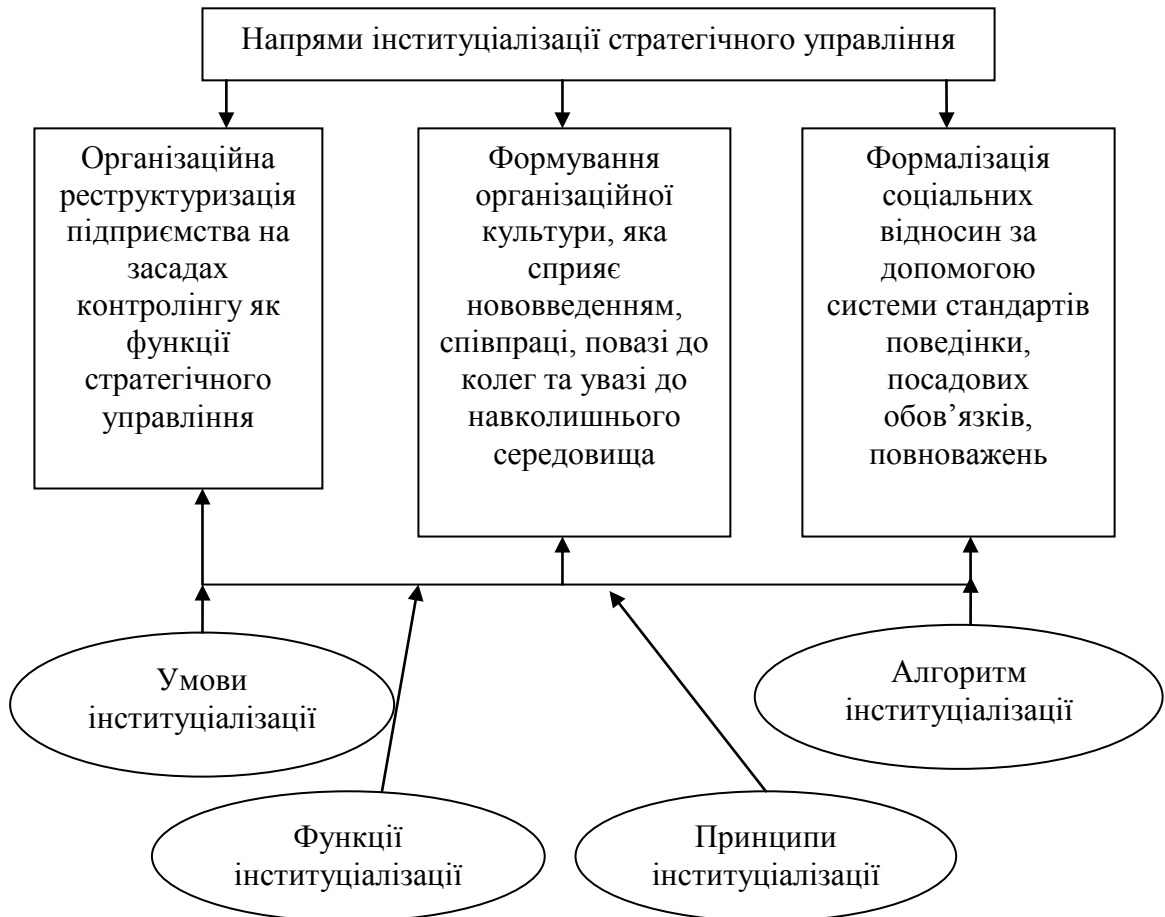 Напрями інституціалізації стратегічного управління
Організаційна
реструктуризація
підприємства на
засадах
контролінгу як
функції
стратегічного
управління
Формування
організаційної
культури, яка
сприяє
нововведенням,
співпраці, повазі до
колег та увазі до
навколишнього
середовища
Формалізація
соціальних
відносин за
допомогою
системи стандартів
поведінки,
посадових
обов’язків,
повноважень
Умови
інституціалізації
Алгоритм
інституціалізації
Функції
інституціалізації
Принципи
інституціалізації